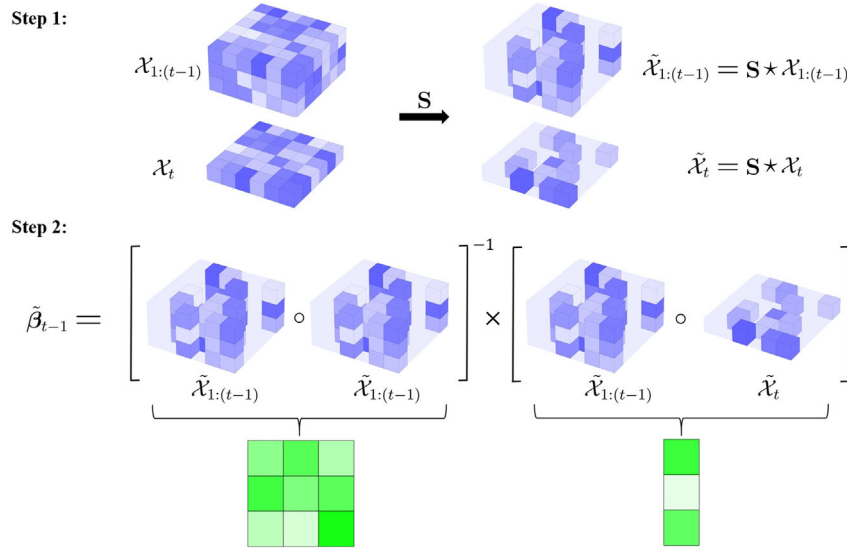 Step 1:
𝒳₁:₍ₜ₋₁₎
S
𝒳̃₁:₍ₜ₋₁₎ = S ⋆ 𝒳₁:₍ₜ₋₁₎
𝒳ₜ
𝒳̃ₜ = S ⋆ 𝒳ₜ
Step 2:
β̃ₜ₋₁ = [ ∘ ]⁻¹ × [ ∘ ]
𝒳̃₁:₍ₜ₋₁₎ 𝒳̃₁:₍ₜ₋₁₎ 𝒳̃₁:₍ₜ₋₁₎ 𝒳̃ₜ